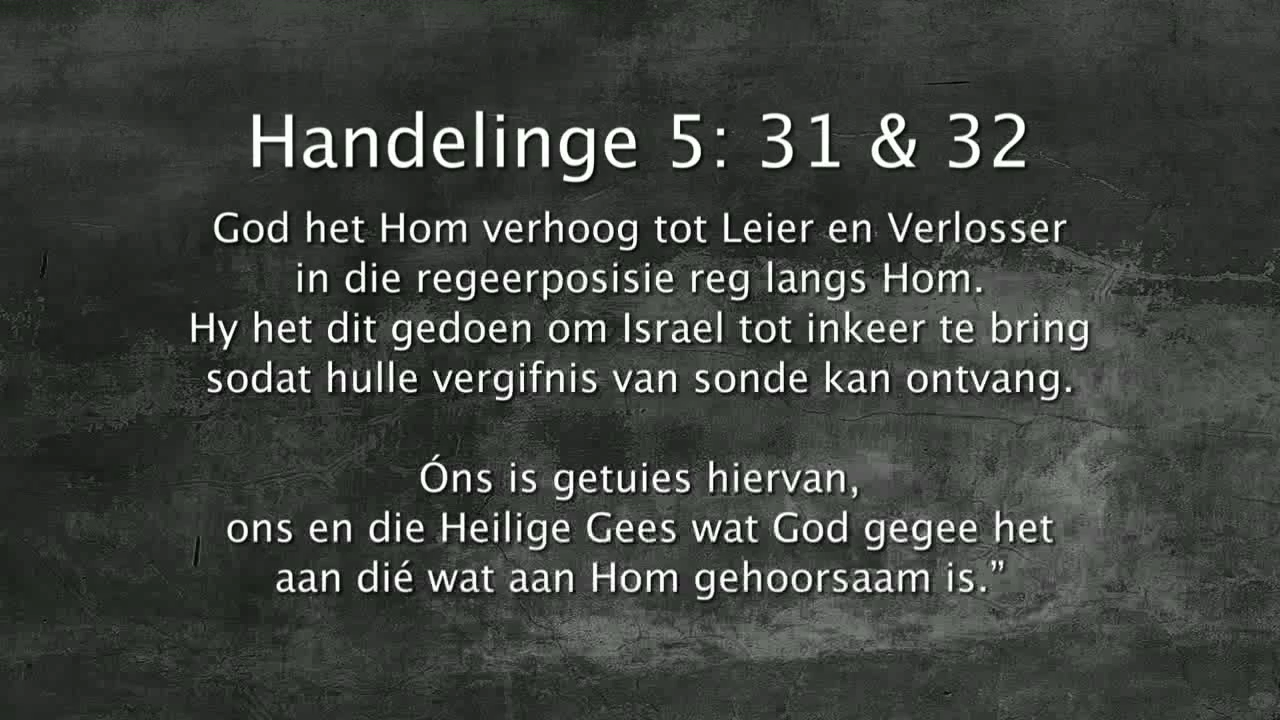 Handelinge 5: 31 & 32
God het Hom verhoog tot Leier en Verlosser
in die regeerposisie reg langs Hom.
Hy het dit gedoen om Israel tot inkeer te bring
sodat hulle vergifnis van sonde kan ontvang.
Óns is getuies hiervan,
ons en die Heilige Gees wat God gegee het
aan dié wat aan Hom gehoorsaam is.”